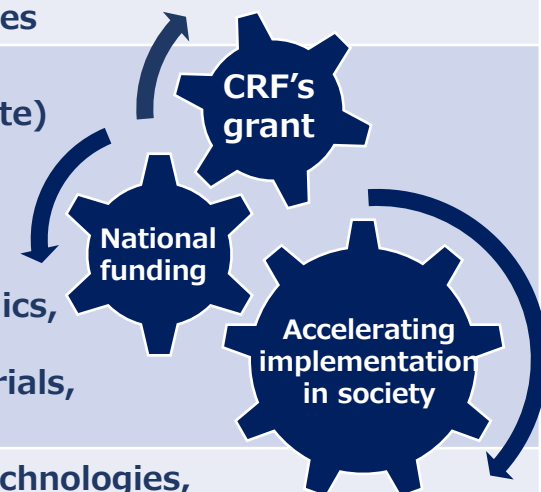 es
te)
CRF's
grant
National
funding
ics,
rials,
Accelerating
implementation
in society
chnologies,